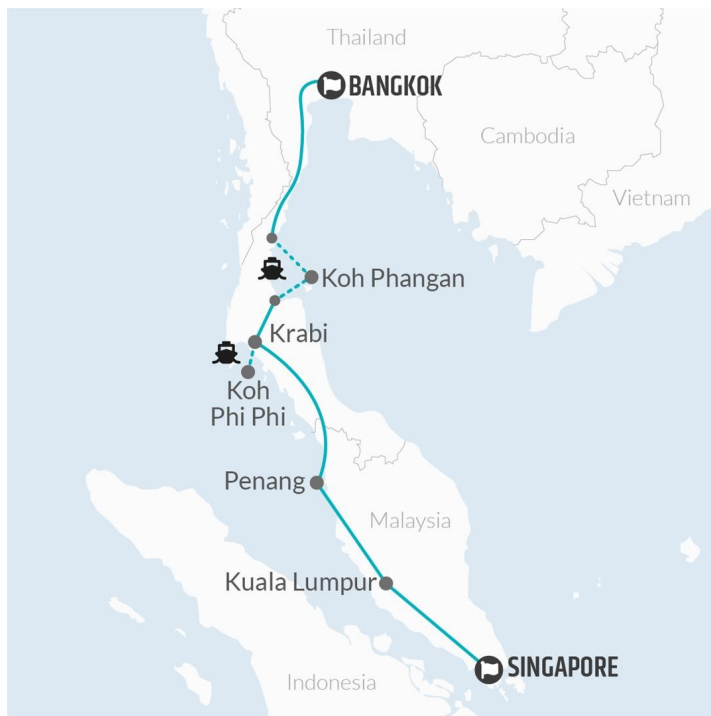 Thailand
BANGKOK
Cambodia
Vietnam
Koh Phangan
Krabi
Koh
Phi Phi
Penang
Malaysia
Kuala Lumpur
SINGAPORE
Indonesia